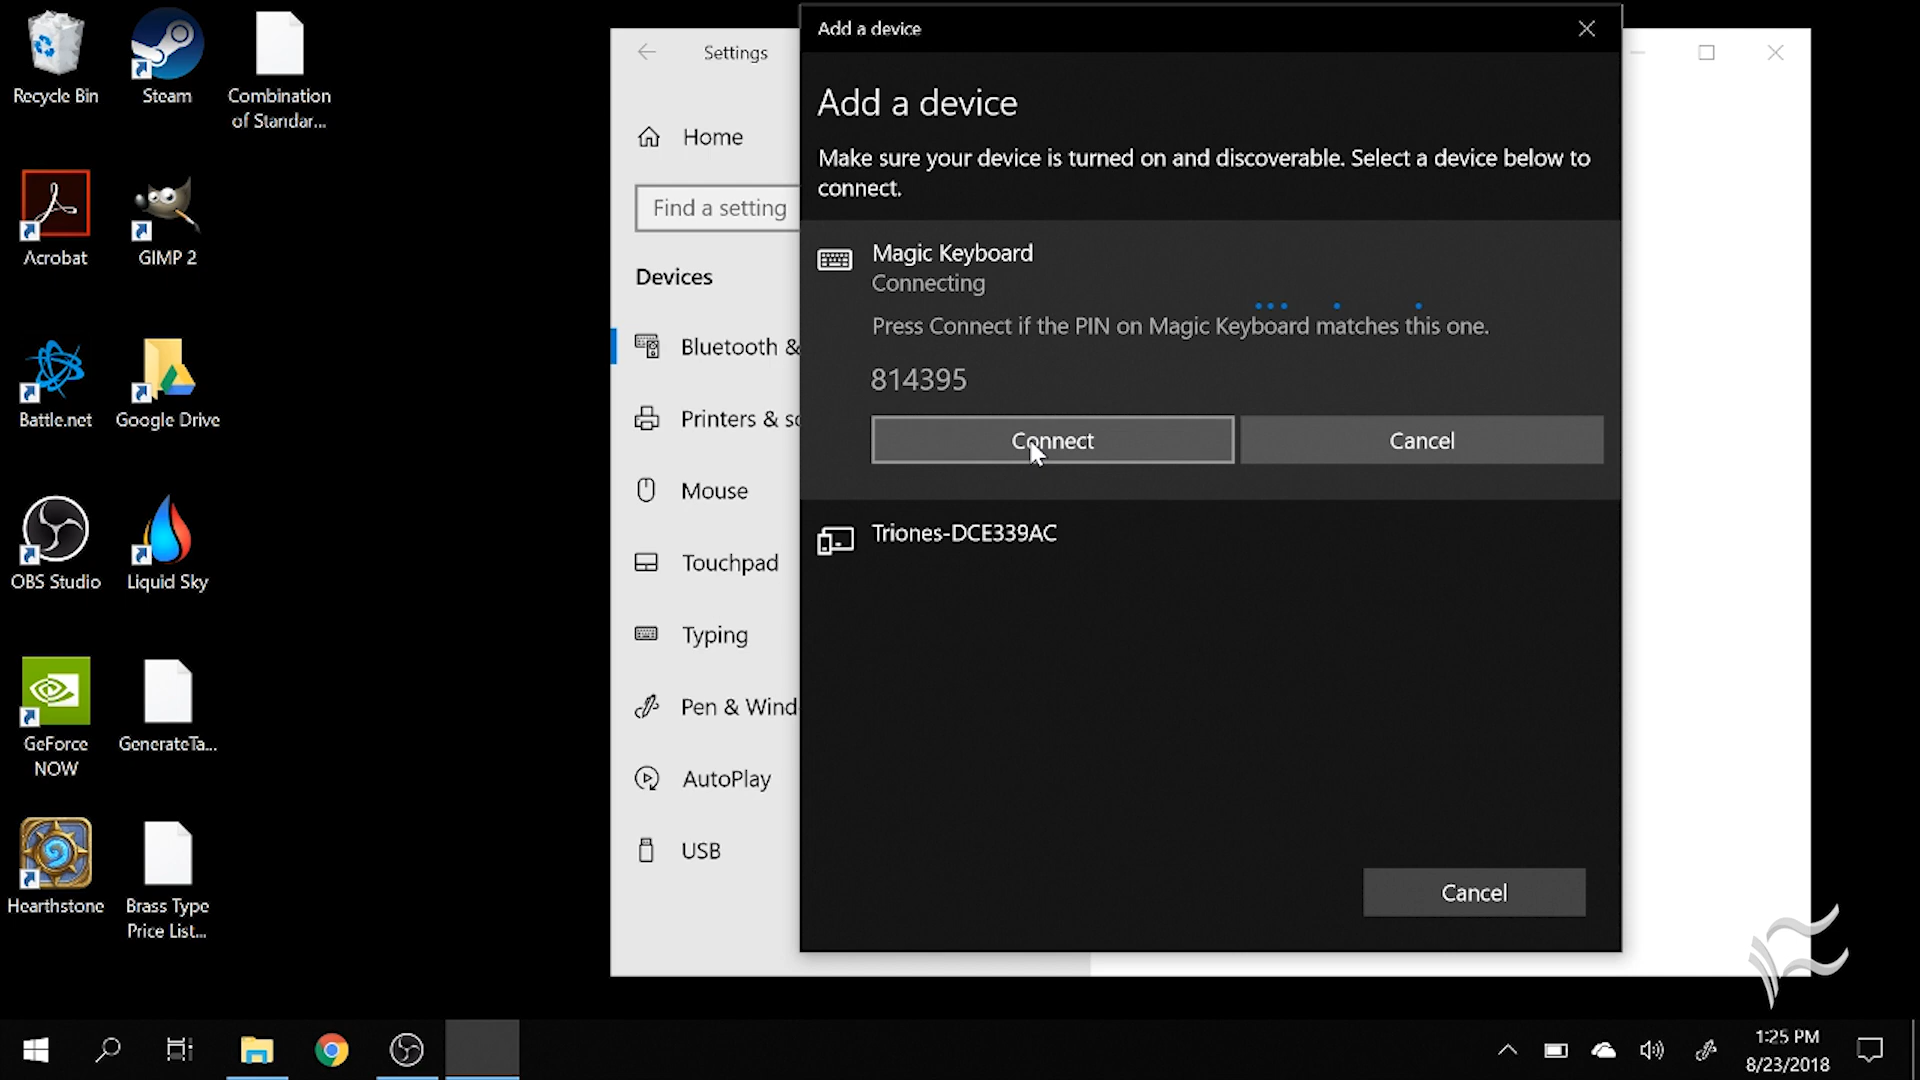 Recycle Bin
Steam
Combination
of Standar...
Acrobat
GIMP 2
Battle.net
Google Drive
OBS Studio
Liquid Sky
GeForce
NOW
GenerateTa...
Hearthstone
Brass Type
Price List...
Settings
Home
Find a setting
Devices
Bluetooth &
Printers & sc
Mouse
Touchpad
Typing
Pen & Wind
AutoPlay
USB
Add a device
Add a device
Make sure your device is turned on and discoverable. Select a device below to
connect.
Magic Keyboard
Connecting
Press Connect if the PIN on Magic Keyboard matches this one.
814395
Connect
Cancel
Triones-DCE339AC
Cancel
1:25 PM
8/23/2018